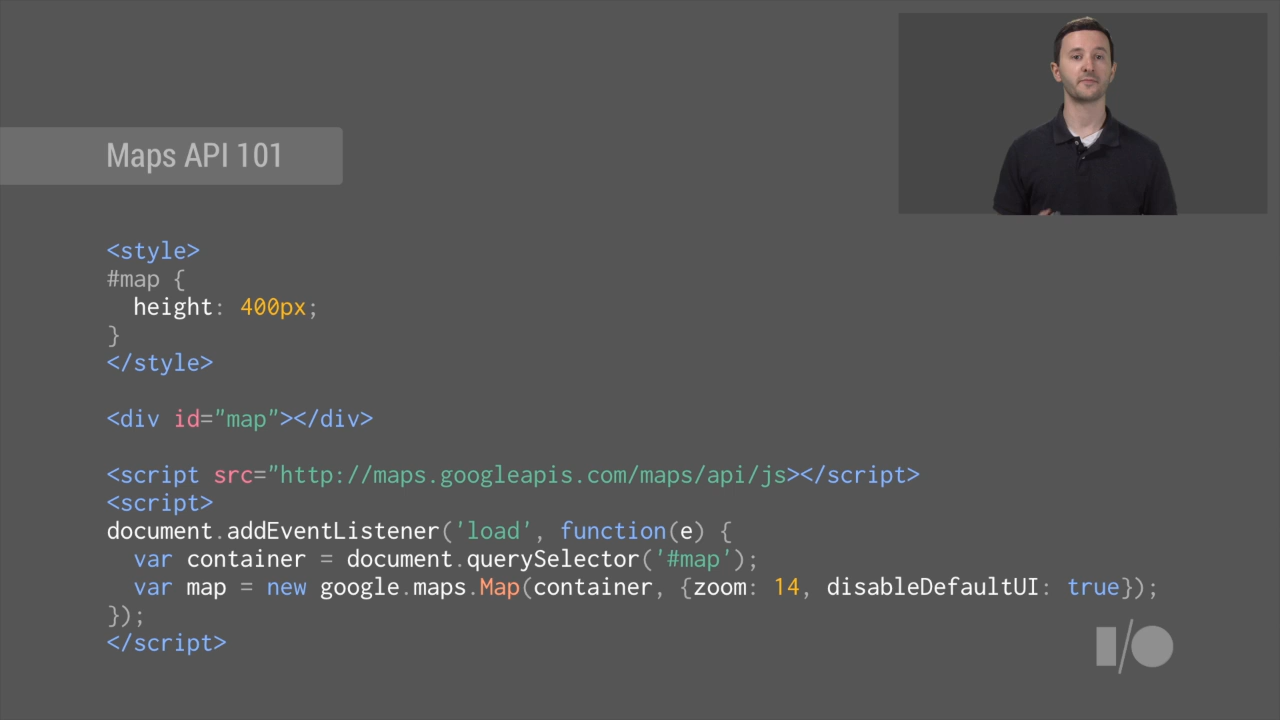 Maps API 101
<style>
#map {
  height: 400px;
}
</style>
<div id="map"></div>
<script src="http://maps.googleapis.com/maps/api/js></script>
<script>
document.addEventListener('load', function(e) {
  var container = document.querySelector('#map');
  var map = new google.maps.Map(container, {zoom: 14, disableDefaultUI: true});
});
</script>
I/O